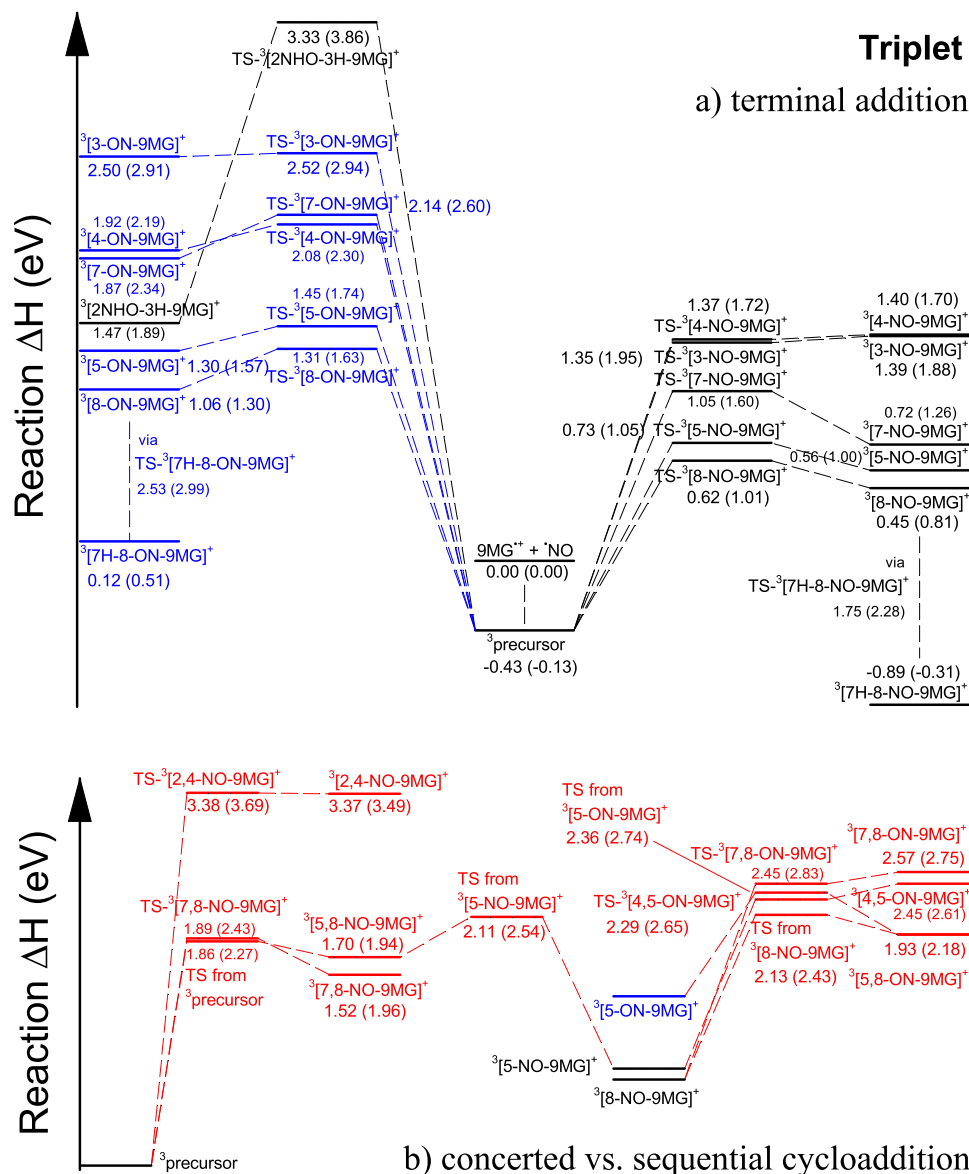 Triplet
a) terminal addition
Reaction ΔH (eV)
3.33 (3.86)
TS-³[2NHO-3H-9MG]⁺
³[3-ON-9MG]⁺
2.50 (2.91)
TS-³[3-ON-9MG]⁺
2.52 (2.94)
1.92 (2.19)
³[4-ON-9MG]⁺
³[7-ON-9MG]⁺
1.87 (2.34)
TS-³[7-ON-9MG]⁺ 2.14 (2.60)
TS-³[4-ON-9MG]⁺
2.08 (2.30)
³[2NHO-3H-9MG]⁺
1.47 (1.89)
1.45 (1.74)
TS-³[5-ON-9MG]⁺
³[5-ON-9MG]⁺ 1.30 (1.57)
1.31 (1.63)
TS-³[8-ON-9MG]⁺
³[8-ON-9MG]⁺ 1.06 (1.30)
via
TS-³[7H-8-ON-9MG]⁺
2.53 (2.99)
³[7H-8-ON-9MG]⁺
0.12 (0.51)
9MG•⁺ + •NO
0.00 (0.00)
³precursor
-0.43 (-0.13)
1.37 (1.72)
TS-³[4-NO-9MG]⁺
1.35 (1.95)
TS-³[3-NO-9MG]⁺
TS-³[7-NO-9MG]⁺
1.05 (1.60)
0.73 (1.05)
TS-³[5-NO-9MG]⁺
TS-³[8-NO-9MG]⁺
0.62 (1.01)
1.40 (1.70)
³[4-NO-9MG]⁺
³[3-NO-9MG]⁺
1.39 (1.88)
0.72 (1.26)
³[7-NO-9MG]⁺
0.56 (1.00)
³[5-NO-9MG]⁺
³[8-NO-9MG]⁺
0.45 (0.81)
via
TS-³[7H-8-NO-9MG]⁺
1.75 (2.28)
-0.89 (-0.31)
³[7H-8-NO-9MG]⁺
Reaction ΔH (eV)
TS-³[2,4-NO-9MG]⁺
3.38 (3.69)
³[2,4-NO-9MG]⁺
3.37 (3.49)
TS-³[7,8-NO-9MG]⁺
1.89 (2.43)
1.86 (2.27)
TS from
³precursor
³[5,8-NO-9MG]⁺
1.70 (1.94)
³[7,8-NO-9MG]⁺
1.52 (1.96)
TS from
³[5-NO-9MG]⁺
2.11 (2.54)
TS from
³[5-ON-9MG]⁺
2.36 (2.74)
TS-³[7,8-ON-9MG]⁺
2.45 (2.83)
TS-³[4,5-ON-9MG]⁺
2.29 (2.65)
TS from
³[8-NO-9MG]⁺
2.13 (2.43)
³[7,8-ON-9MG]⁺
2.57 (2.75)
³[4,5-ON-9MG]⁺
2.45 (2.61)
1.93 (2.18)
³[5,8-ON-9MG]⁺
³[5-ON-9MG]⁺
³[5-NO-9MG]⁺
³[8-NO-9MG]⁺
³precursor
b) concerted vs. sequential cycloaddition